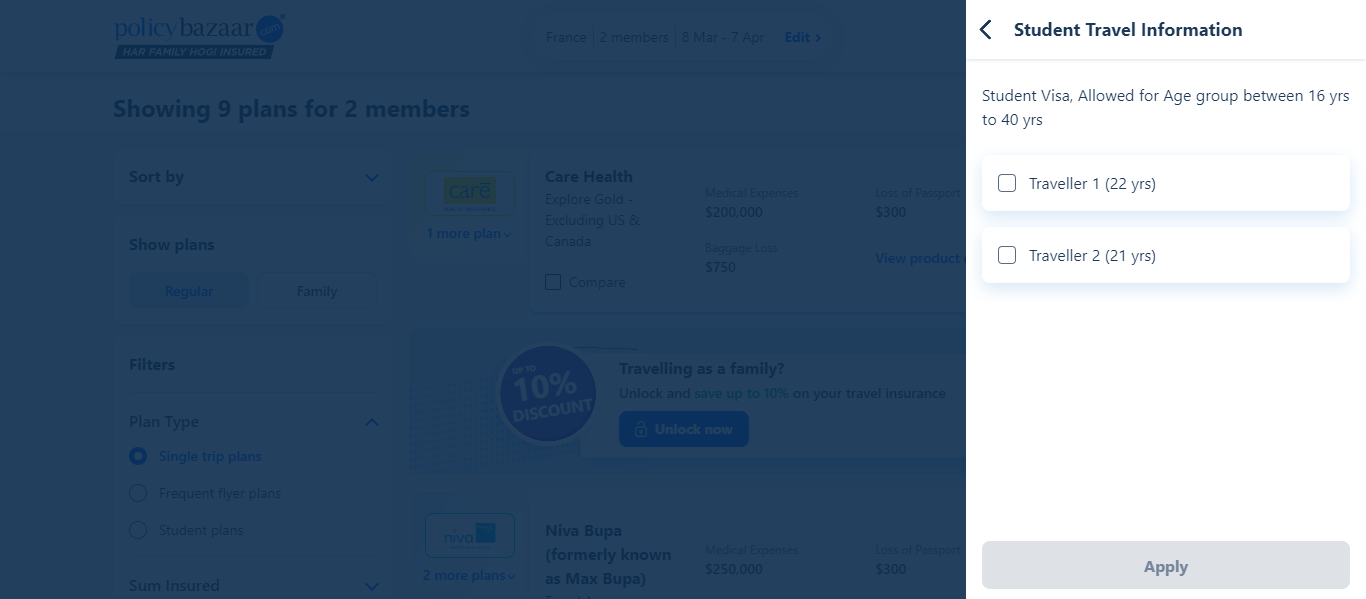 policybazaar.com
HAR FAMILY HOGI INSURED
France 2 members 8 Mar - 7 Apr Edit
Showing 9 plans for 2 members
Sort by
Show plans
Regular Family
Filters
Plan Type
Single trip plans
Frequent flyer plans
Student plans
Sum Insured
care
1 more plan
Care Health
Explore Gold -
Excluding US &
Canada
Compare
Medical Expenses
$200,000
Loss of Passport
$300
Baggage Loss
$750
View product
UP TO
10%
DISCOUNT
Travelling as a family?
Unlock and save up to 10% on your travel insurance
Unlock now
niva
2 more plans
Niva Bupa
(formerly known
as Max Bupa)
Medical Expenses
$250,000
Loss of Passport
$300
Student Travel Information
Student Visa, Allowed for Age group between 16 yrs
to 40 yrs
Traveller 1 (22 yrs)
Traveller 2 (21 yrs)
Apply